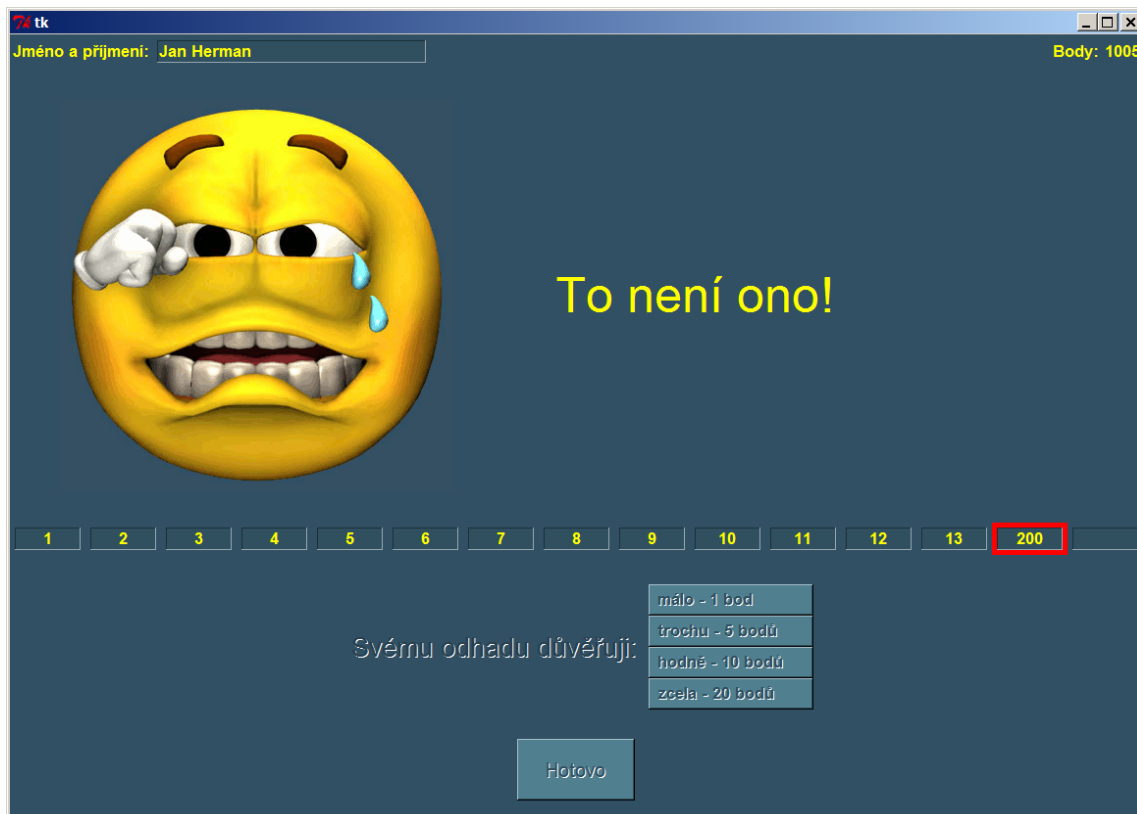 tk
Jméno a příjmení: Jan Herman
Body: 1005
To není ono!
1 2 3 4 5 6 7 8 9 10 11 12 13 200
málo - 1 bod
trochu - 5 bodů
Svému odhadu důvěřuji:
hodně - 10 bodů
zcela - 20 bodů
Hotovo